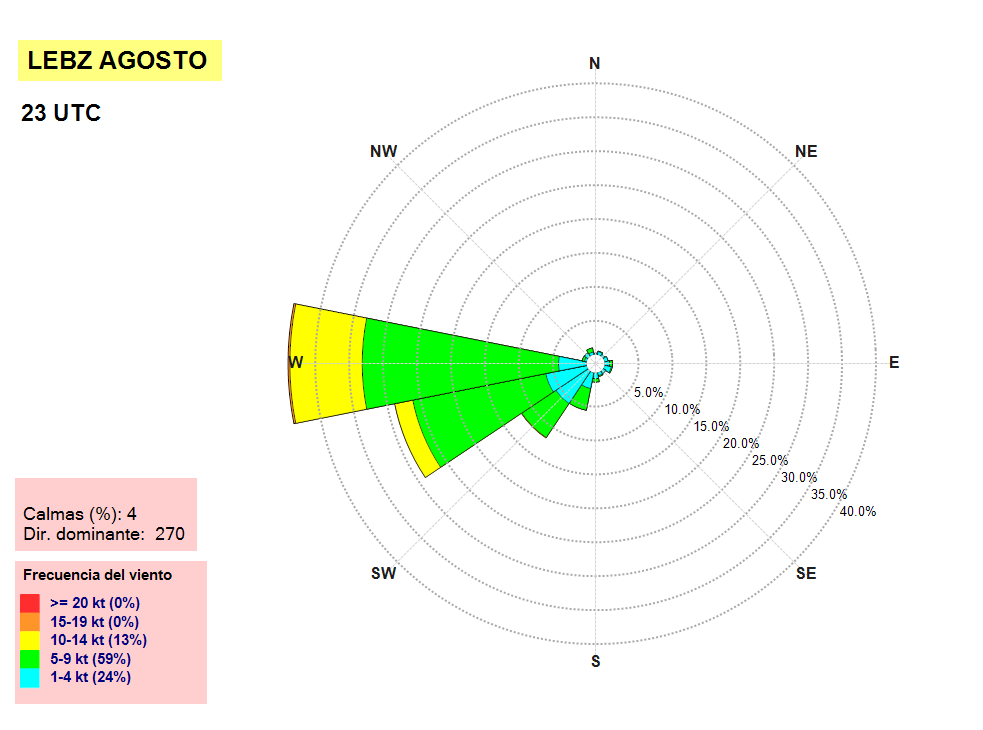 LEBZ AGOSTO
23 UTC
N
NW
NE
W
E
5.0%
10.0%
15.0%
20.0%
25.0%
30.0%
35.0%
40.0%
SW
SE
S
Calmas (%): 4
Dir. dominante: 270
Frecuencia del viento
>= 20 kt (0%)
15-19 kt (0%)
10-14 kt (13%)
5-9 kt (59%)
1-4 kt (24%)